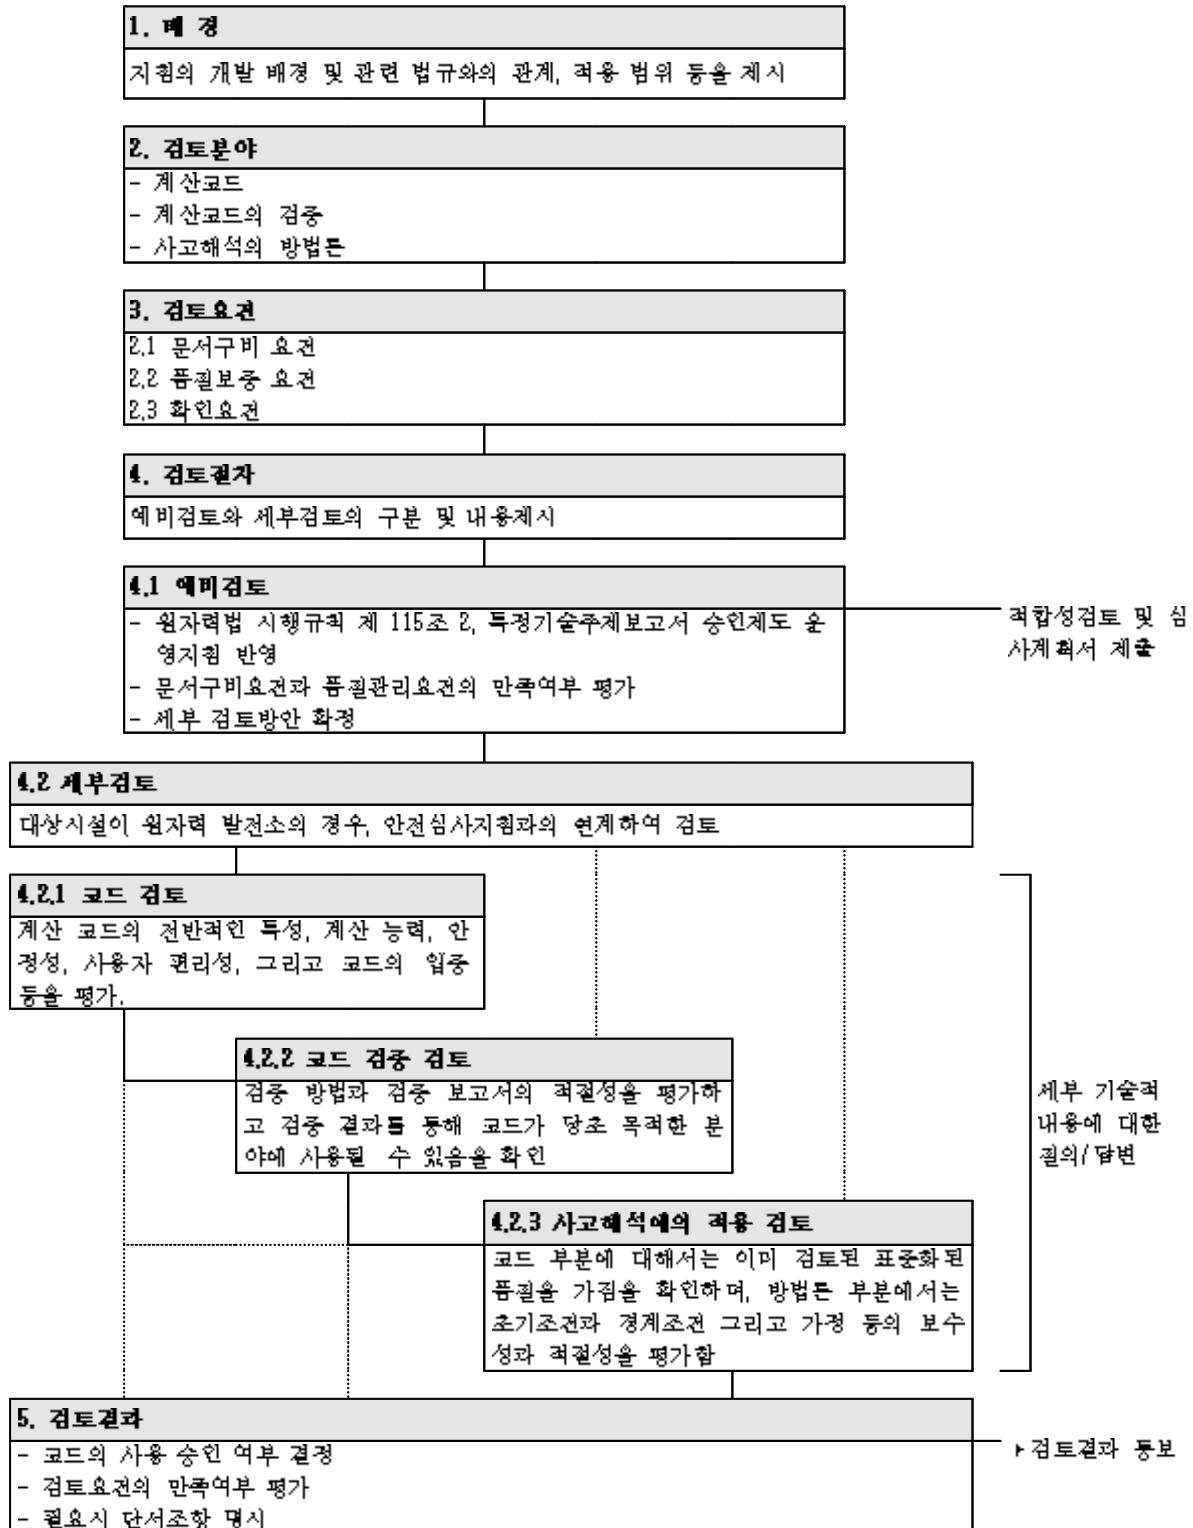 1. 배 경
지침의 개발 배경 및 관련 법규와의 관계, 적용 범위 등을 제시
2. 검토분야
- 계산코드
- 계산코드의 검증
- 사고해석의 방법론
3. 검토요건
2.1 문서구비 요건
2.2 품질보증 요건
2.3 확인요건
4. 검토절차
예비검토와 세부검토의 구분 및 내용제시
4.1 예비검토
- 원자력법 시행규칙 제 115조 2, 특정기술주제보고서 승인제도 운
영지침 반영
- 문서구비요건과 품질관리요건의 만족여부 평가
- 세부 검토방안 확정
적합성검토 및 심
사계획서 제출
4.2 세부검토
대상시설이 원자력 발전소의 경우, 안전심사지침과의 연계하여 검토
4.2.1 코드 검토
계산 코드의 전반적인 특성, 계산 능력, 안
정성, 사용자 편리성, 그리고 코드의 입증
등을 평가.
4.2.2 코드 검증 검토
검증 방법과 검증 보고서의 적절성을 평가하
고 검증 결과를 통해 코드가 당초 목적한 분
야에 사용될 수 있음을 확인
세부 기술적
내용에 대한
질의/답변
4.2.3 사고해석에의 적용 검토
코드 부분에 대해서는 이미 검토된 표준화된
품질을 가짐을 확인하며, 방법론 부분에서는
초기조건과 경계조건 그리고 가정 등의 보수
성과 적절성을 평가함
5. 검토결과
- 코드의 사용 승인 여부 결정
- 검토요건의 만족여부 평가
- 필요시 단서조항 명시
검토결과 통보